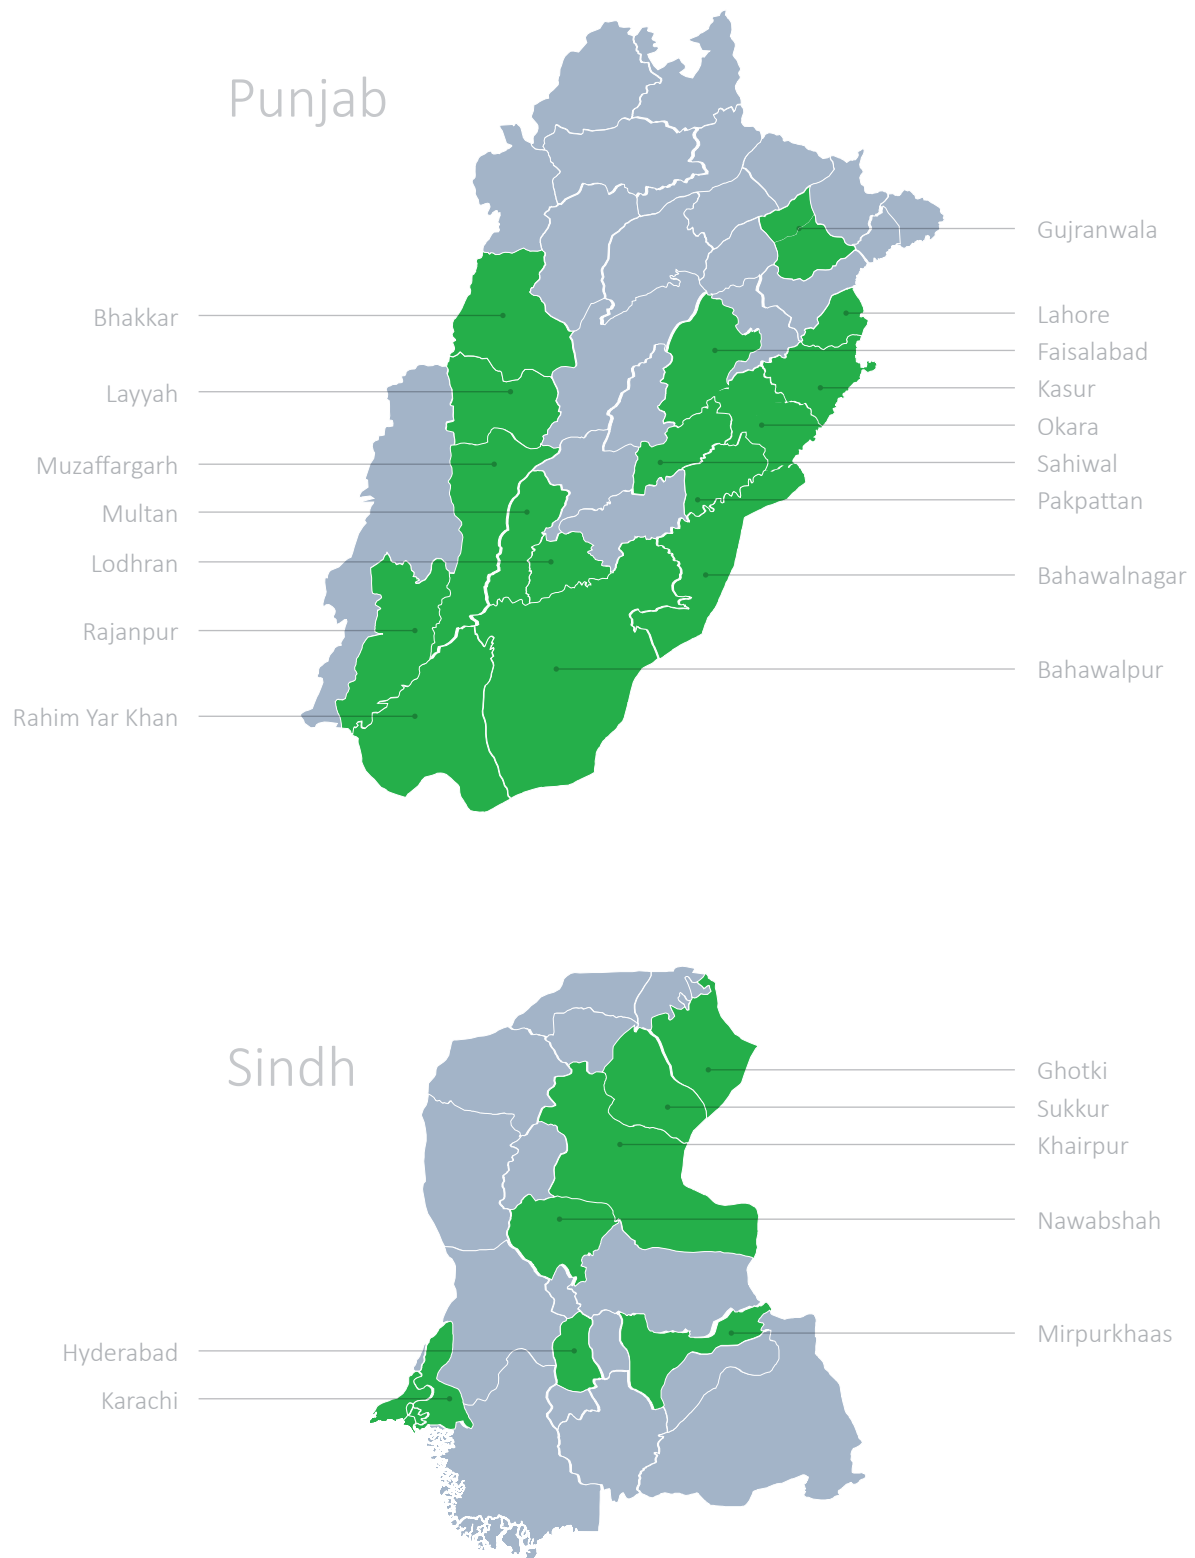 Punjab
Gujranwala
Bhakkar
Lahore
Faisalabad
Layyah
Kasur
Okara
Muzaffargarh
Sahiwal
Pakpattan
Multan
Lodhran
Bahawalnagar
Rajanpur
Bahawalpur
Rahim Yar Khan
Sindh
Ghotki
Sukkur
Khairpur
Nawabshah
Mirpurkhaas
Hyderabad
Karachi